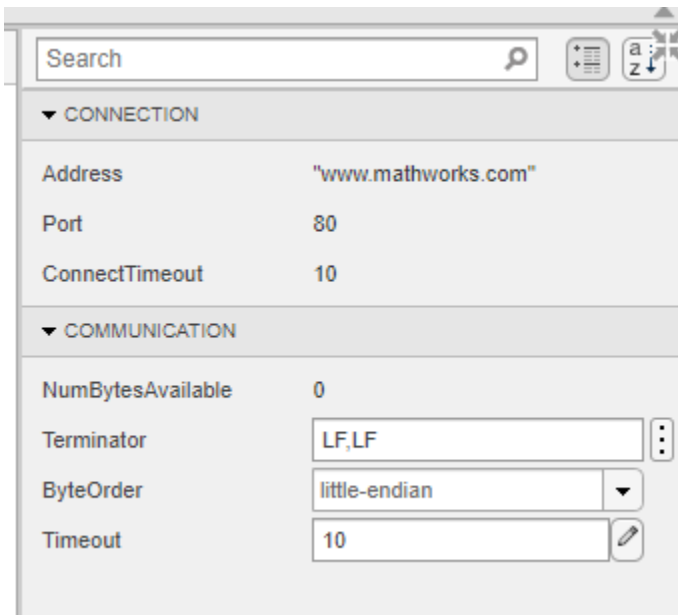 Search
a
z
CONNECTION
Address "www.mathworks.com"
Port 80
ConnectTimeout 10
COMMUNICATION
NumBytesAvailable 0
Terminator LF,LF
ByteOrder little-endian
Timeout 10